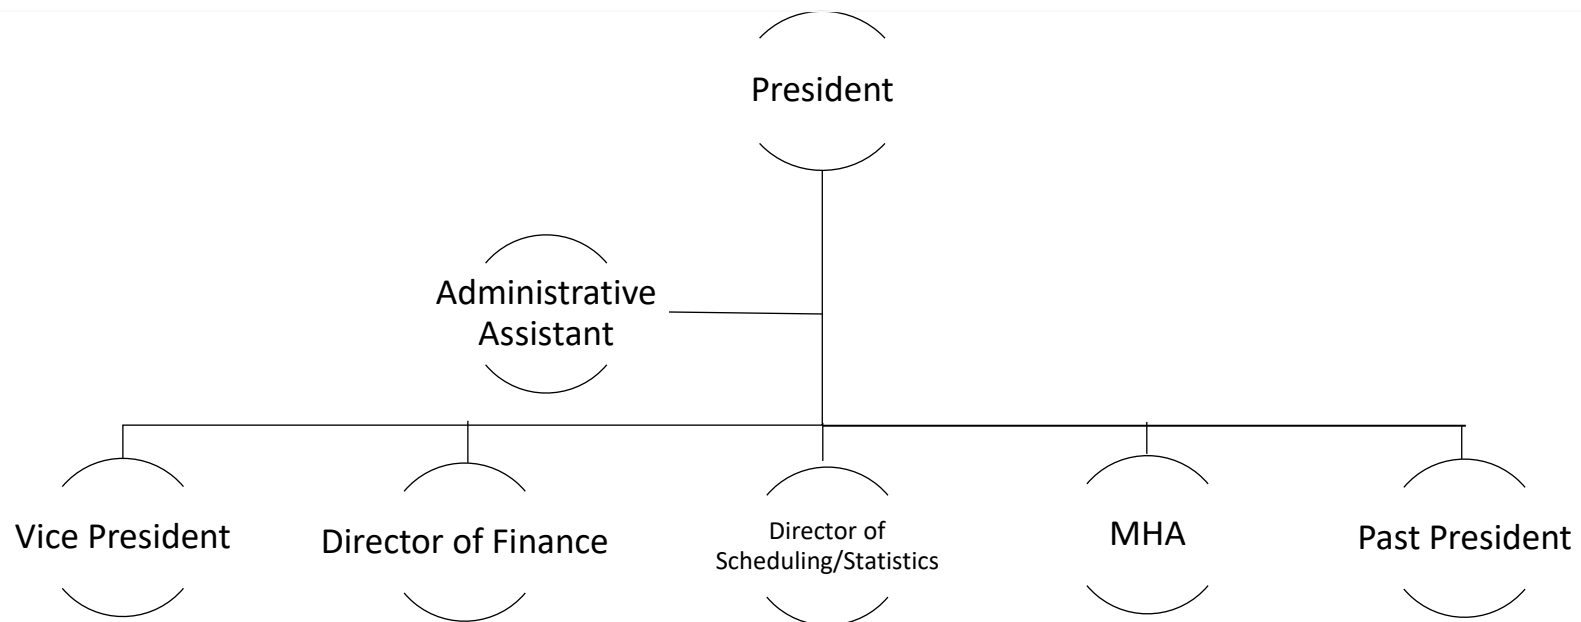 President
Administrative
Assistant
Vice President
Director of Finance
Director of
Scheduling/Statistics
MHA
Past President